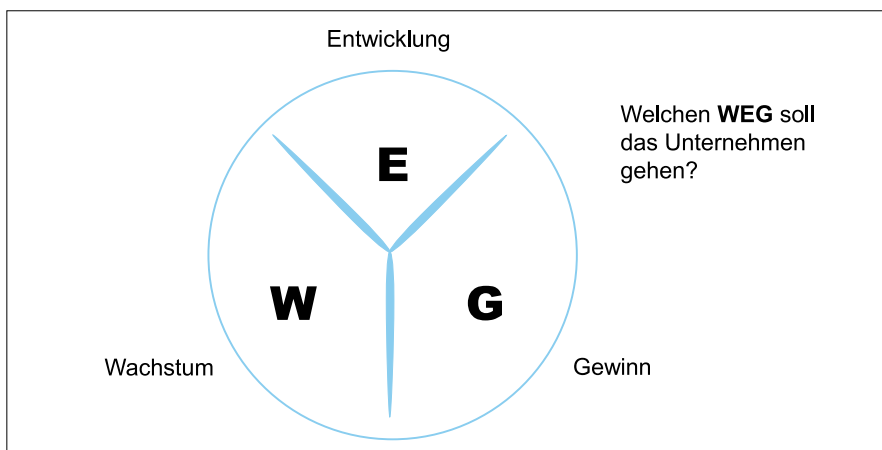 Entwicklung
Welchen WEG soll
das Unternehmen
gehen?
E
W
G
Wachstum
Gewinn